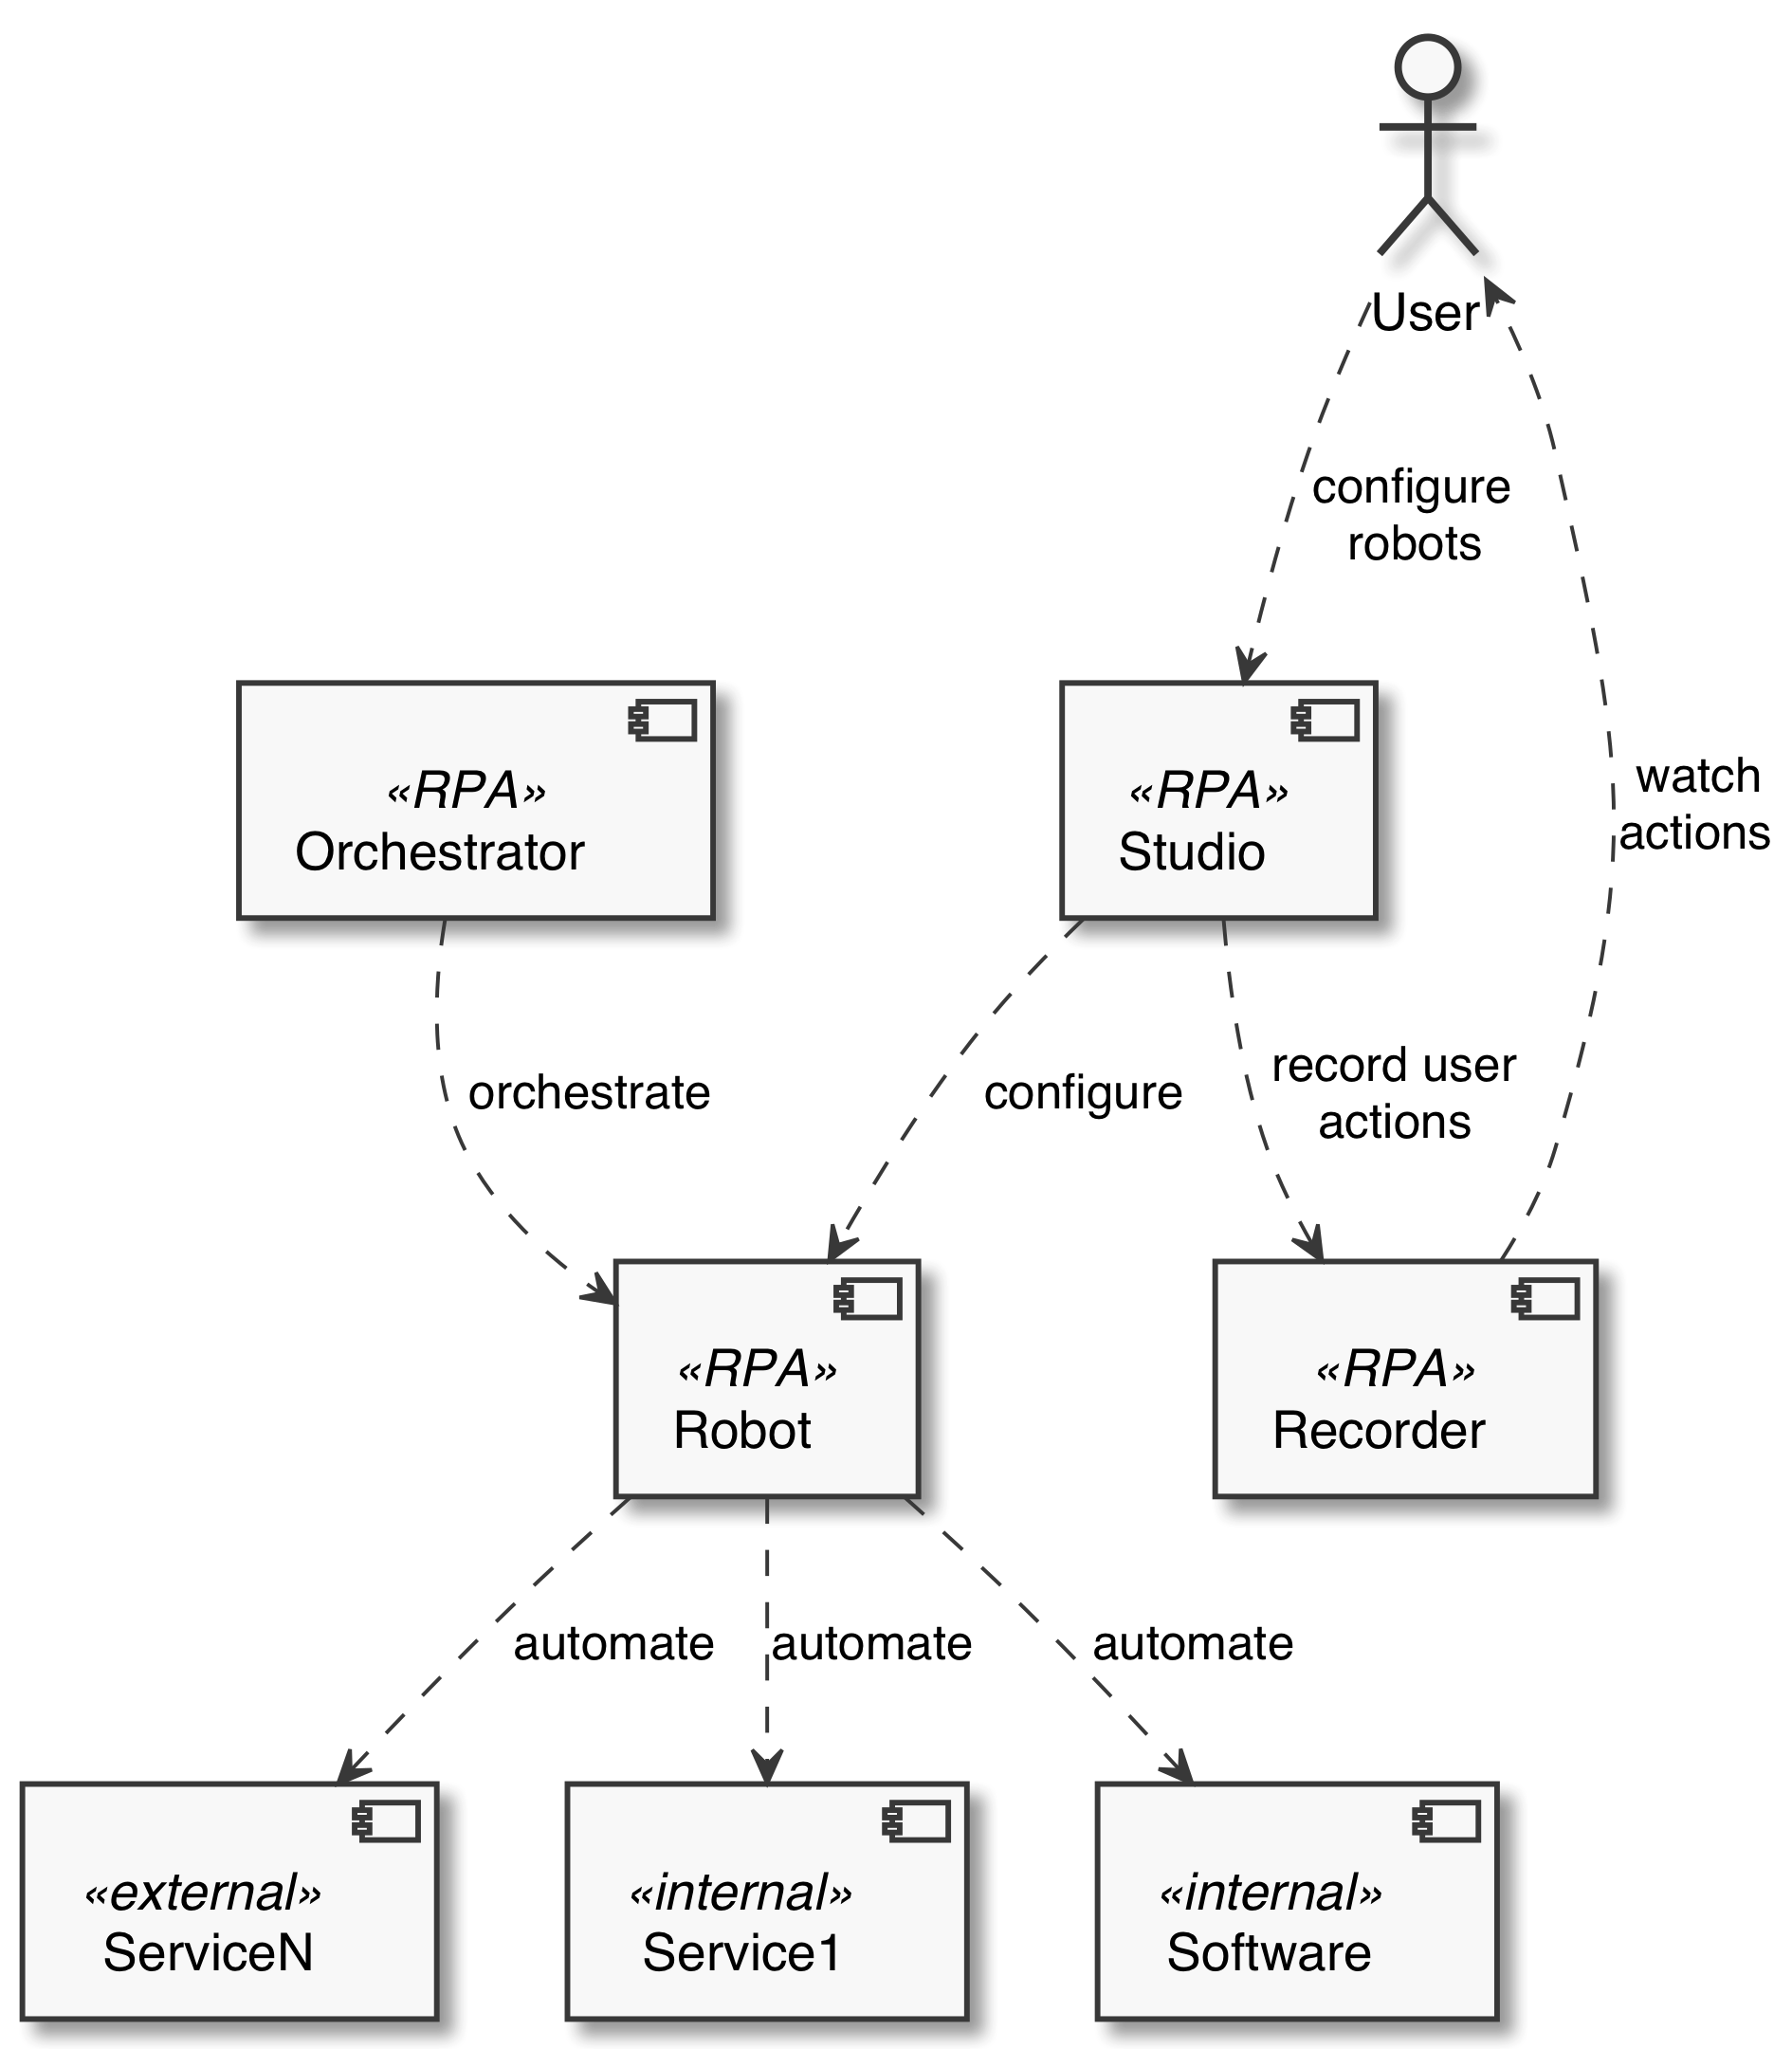 User
configure
robots
watch
actions
«RPA»
Orchestrator
«RPA»
Studio
orchestrate
configure
record user
actions
«RPA»
Robot
«RPA»
Recorder
automate
automate
automate
«external»
ServiceN
«internal»
Service1
«internal»
Software